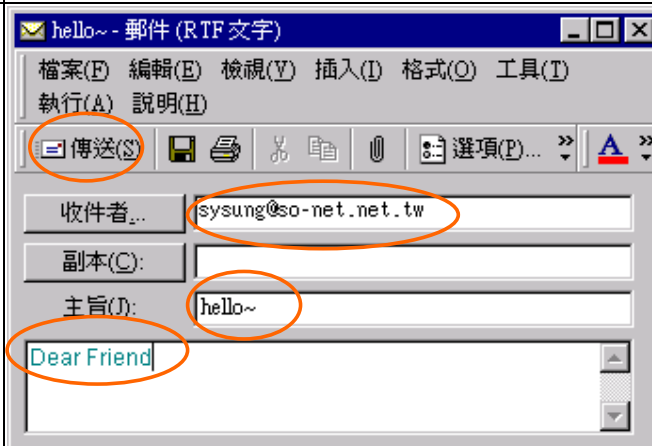 hello~ - 郵件 (RTF 文字)
檔案(F) 編輯(E) 檢視(V) 插入(I) 格式(O) 工具(T)
執行(A) 說明(H)
傳送(S) 選項(P)... A
收件者... sysung@so-net.net.tw
副本(C):
主旨(J): hello~
Dear Friend